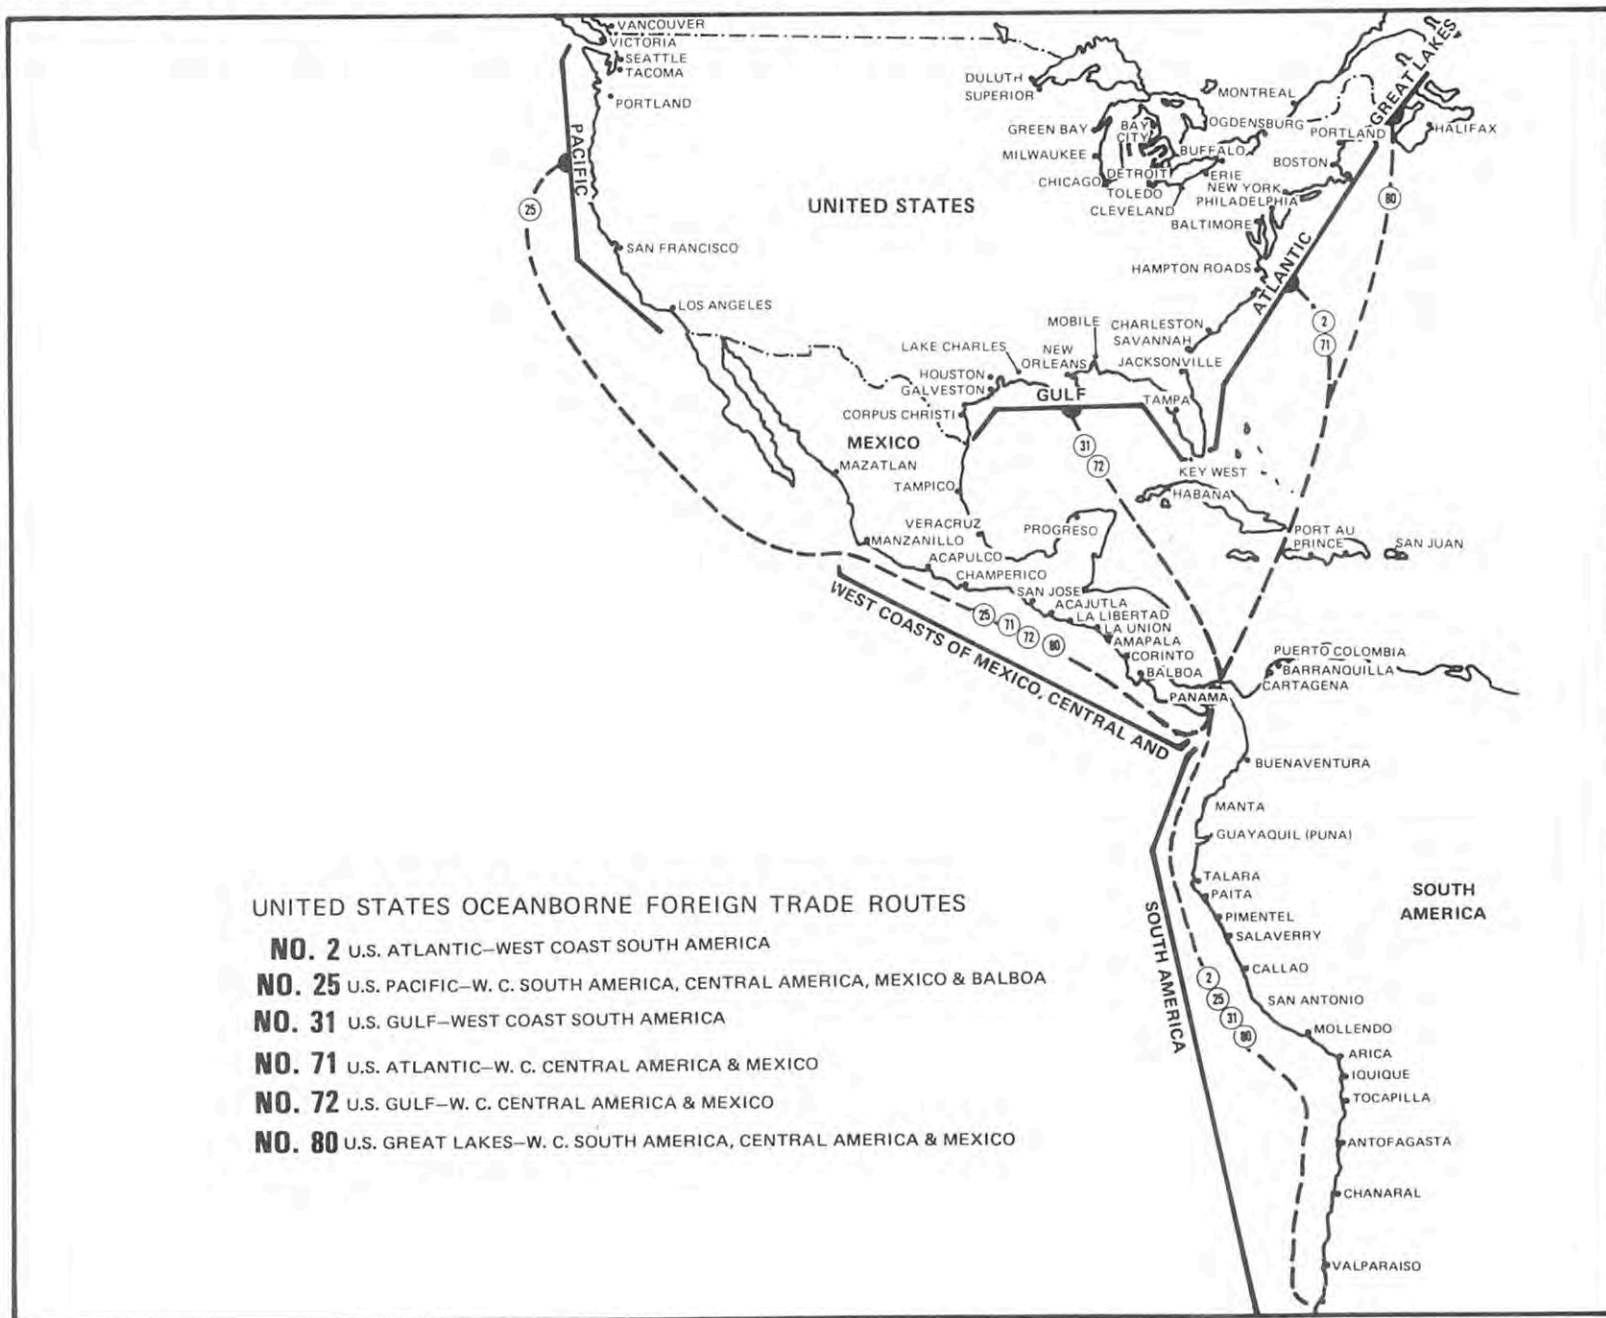 VANCOUVER
VICTORIA
SEATTLE
TACOMA
PORTLAND
PACIFIC
25
SAN FRANCISCO
LOS ANGELES
UNITED STATES
DULUTH
SUPERIOR
GREEN BAY
MILWAUKEE
CHICAGO
BAY
CITY
DETROIT
TOLEDO
CLEVELAND
BUFFALO
ERIE
MONTREAL
OGDENSBURG
PORTLAND
BOSTON
NEW YORK
PHILADELPHIA
BALTIMORE
HAMPTON ROADS
GREAT LAKES
HALIFAX
80
ATLANTIC
2
71
CHARLESTON
SAVANNAH
JACKSONVILLE
MOBILE
NEW
ORLEANS
LAKE CHARLES
HOUSTON
GALVESTON
CORPUS CHRISTI
GULF
TAMPA
31
72
KEY WEST
HABANA
MEXICO
MAZATLAN
TAMPICO
VERACRUZ
MANZANILLO
PROGRESO
ACAPULCO
CHAMPERICO
SAN JOSE
ACAJUTLA
LA LIBERTAD
LA UNION
AMAPALA
CORINTO
BALBOA
PANAMA
PORT AU
PRINCE
SAN JUAN
PUERTO COLOMBIA
BARRANQUILLA
CARTAGENA
25
71
72
80
WEST COASTS OF MEXICO, CENTRAL AND
SOUTH AMERICA
BUENAVENTURA
MANTA
GUAYAQUIL (PUNA)
TALARA
PAITA
PIMENTEL
SALAVERRY
CALLAO
SAN ANTONIO
MOLLENDO
ARICA
IQUIQUE
TOCAPILLA
ANTOFAGASTA
CHANARAL
VALPARAISO
SOUTH
AMERICA
2
25
31
80
UNITED STATES OCEANBORNE FOREIGN TRADE ROUTES
NO. 2 U.S. ATLANTIC–WEST COAST SOUTH AMERICA
NO. 25 U.S. PACIFIC–W. C. SOUTH AMERICA, CENTRAL AMERICA, MEXICO & BALBOA
NO. 31 U.S. GULF–WEST COAST SOUTH AMERICA
NO. 71 U.S. ATLANTIC–W. C. CENTRAL AMERICA & MEXICO
NO. 72 U.S. GULF–W. C. CENTRAL AMERICA & MEXICO
NO. 80 U.S. GREAT LAKES–W. C. SOUTH AMERICA, CENTRAL AMERICA & MEXICO